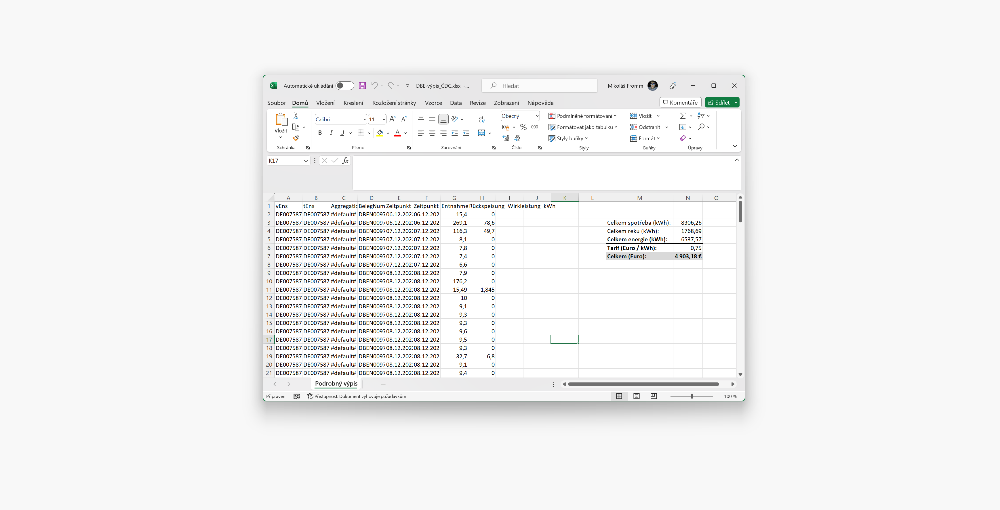 Automatické ukládání DBE-výpis_ČDC.xlsx -... Hledat Mikoláš Fromm
Soubor Domů Vložení Kreslení Rozložení stránky Vzorce Data Revize Zobrazení Nápověda Komentáře Sdílet
Vložit
Schránka
Calibri 11
B I U
Písmo
Zarovnání
Obecný
% 000
Číslo
Podmíněné formátování
Formátovat jako tabulku
Styly buňky
Styly
Vložit
Odstranit
Formát
Buňky
Úpravy
K17 fx
A B C D E F G H I J K L M N O
1 vEns tEns Aggregatic BelegNum Zeitpunkt_ Zeitpunkt_ Entnahme Rückspeisung_Wirkleistung_kWh
2 DE007587 DE007587 #default# DBEN0097 06.12.202 06.12.202 15,4 0
3 DE007587 DE007587 #default# DBEN0097 06.12.202 06.12.202 269,1 78,6 Celkem spotřeba (kWh): 8306,26
4 DE007587 DE007587 #default# DBEN0097 07.12.202 07.12.202 116,3 49,7 Celkem reku (kWh): 1768,69
5 DE007587 DE007587 #default# DBEN0097 07.12.202 07.12.202 8,1 0 Celkem energie (kWh): 6537,57
6 DE007587 DE007587 #default# DBEN0097 07.12.202 07.12.202 7,8 0 Tarif (Euro / kWh): 0,75
7 DE007587 DE007587 #default# DBEN0097 07.12.202 07.12.202 7,4 0 Celkem (Euro): 4 903,18 €
8 DE007587 DE007587 #default# DBEN0097 07.12.202 07.12.202 6,6 0
9 DE007587 DE007587 #default# DBEN0097 08.12.202 08.12.202 7,9 0
10 DE007587 DE007587 #default# DBEN0097 08.12.202 08.12.202 176,2 0
11 DE007587 DE007587 #default# DBEN0097 08.12.202 08.12.202 15,49 1,845
12 DE007587 DE007587 #default# DBEN0097 08.12.202 08.12.202 10 0
13 DE007587 DE007587 #default# DBEN0097 08.12.202 08.12.202 9,1 0
14 DE007587 DE007587 #default# DBEN0097 08.12.202 08.12.202 9,3 0
15 DE007587 DE007587 #default# DBEN0097 08.12.202 08.12.202 9,3 0
16 DE007587 DE007587 #default# DBEN0097 08.12.202 08.12.202 9,6 0
17 DE007587 DE007587 #default# DBEN0097 08.12.202 08.12.202 9,5 0
18 DE007587 DE007587 #default# DBEN0097 08.12.202 08.12.202 9,3 0
19 DE007587 DE007587 #default# DBEN0097 08.12.202 08.12.202 32,7 6,8
20 DE007587 DE007587 #default# DBEN0097 08.12.202 08.12.202 9,1 0
21 DE007587 DE007587 #default# DBEN0097 08.12.202 08.12.202 9,4 0
Podrobný výpis
Připraven Přístupnost: Dokument vyhovuje požadavkům 100 %